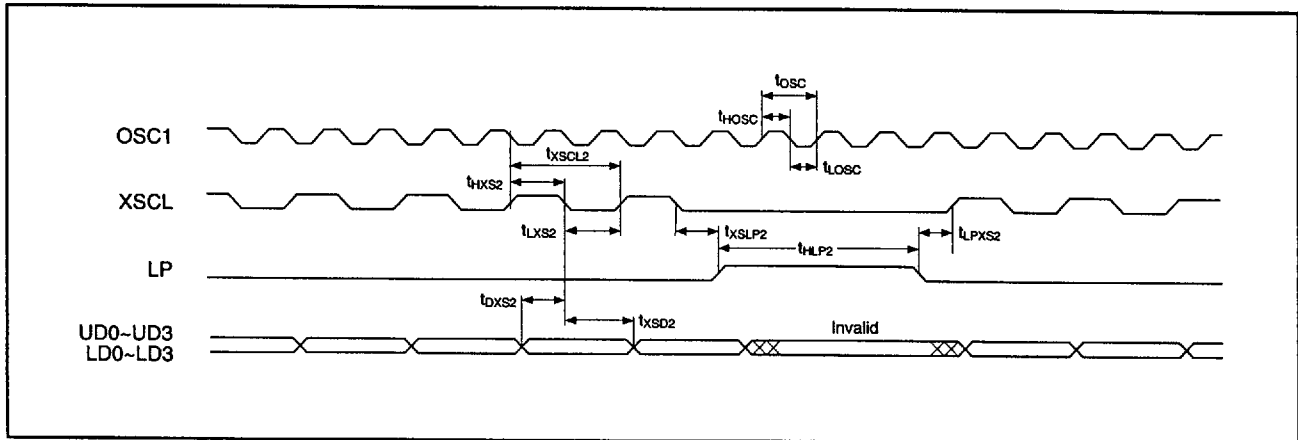 tOSC
tHOSC
OSC1
tXSCL2
tLOSC
tHXS2
XSCL
tLXS2
tXSLP2
tHLP2
tLPXS2
LP
tDXS2
tXSD2
UD0~UD3
Invalid
LD0~LD3